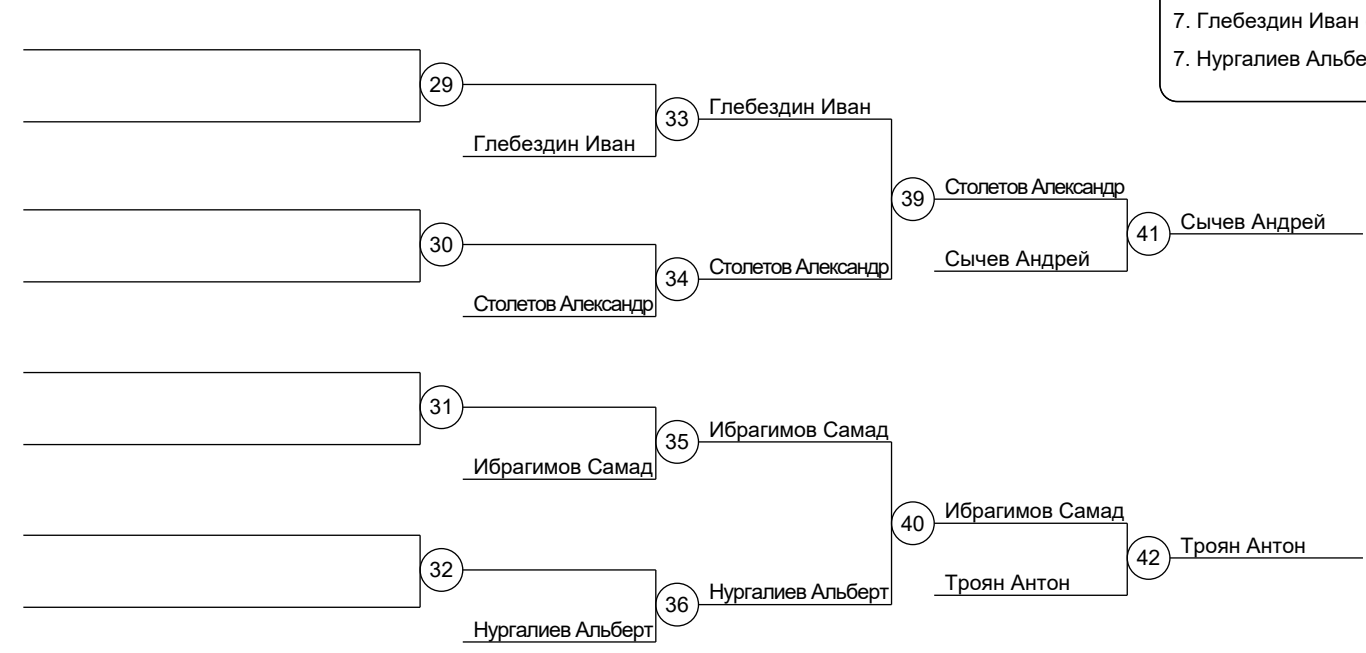 7. Глебездин Иван
7. Нургалиев Альбе
29
33
Глебездин Иван
Глебездин Иван
39
Столетов Александр
41
Сычев Андрей
30
34
Столетов Александр
Сычев Андрей
Столетов Александр
31
35
Ибрагимов Самад
Ибрагимов Самад
40
Ибрагимов Самад
42
Троян Антон
32
36
Нургалиев Альберт
Троян Антон
Нургалиев Альберт